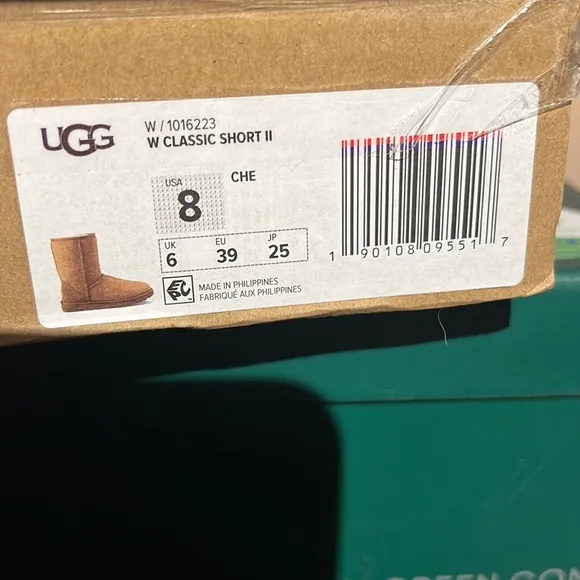 UGG
W / 1016223
W CLASSIC SHORT II
USA
8
CHE
UK EU JP
6 39 25
MADE IN PHILIPPINES
FABRIQUÉ AUX PHILIPPINES
EPC
1 90108 09551 7